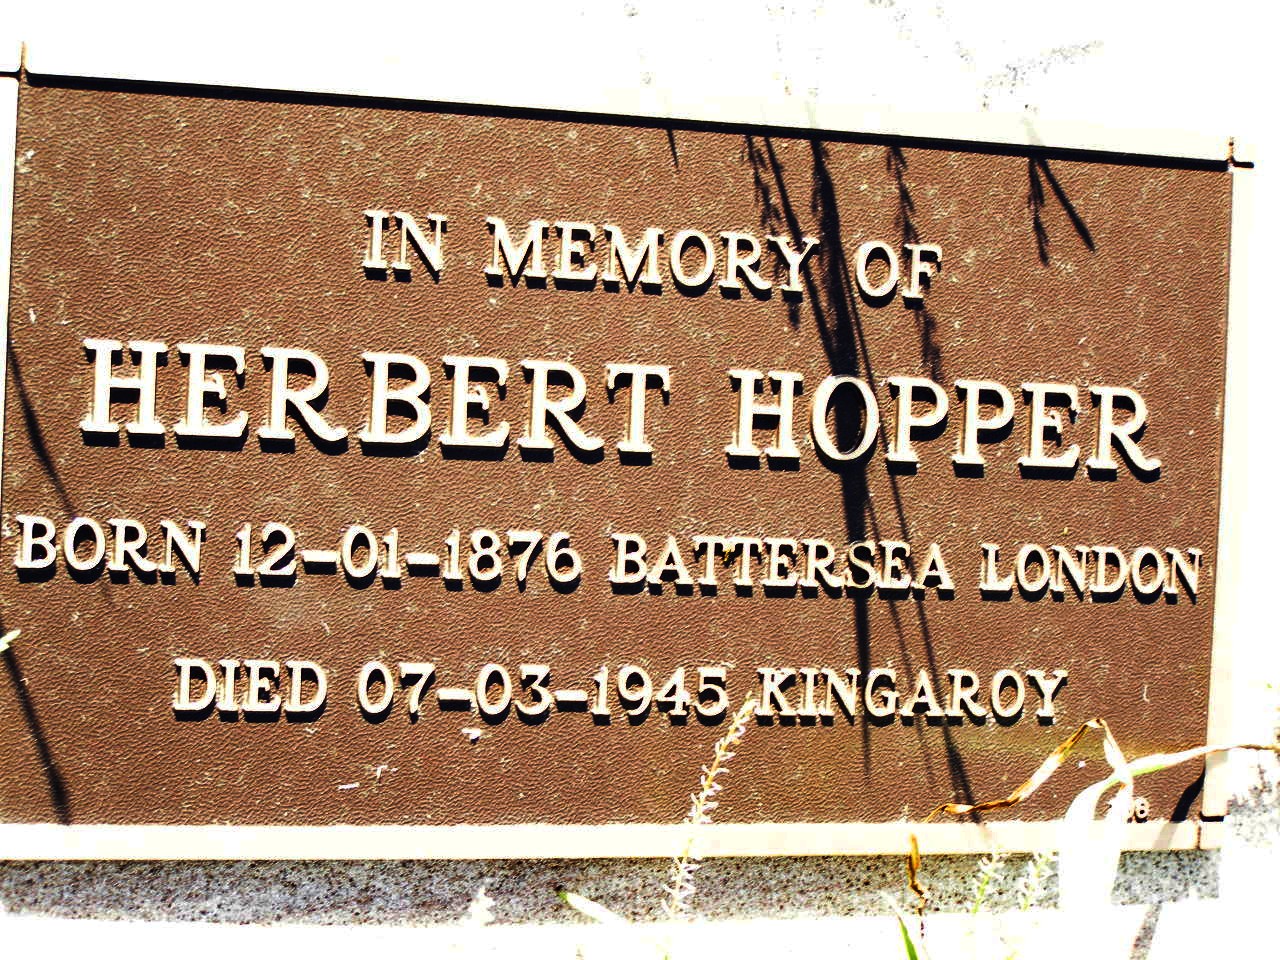 IN MEMORY OF
HERBERT HOPPER
BORN 12-01-1876 BATTERSEA LONDON
DIED 07-03-1945 KINGAROY